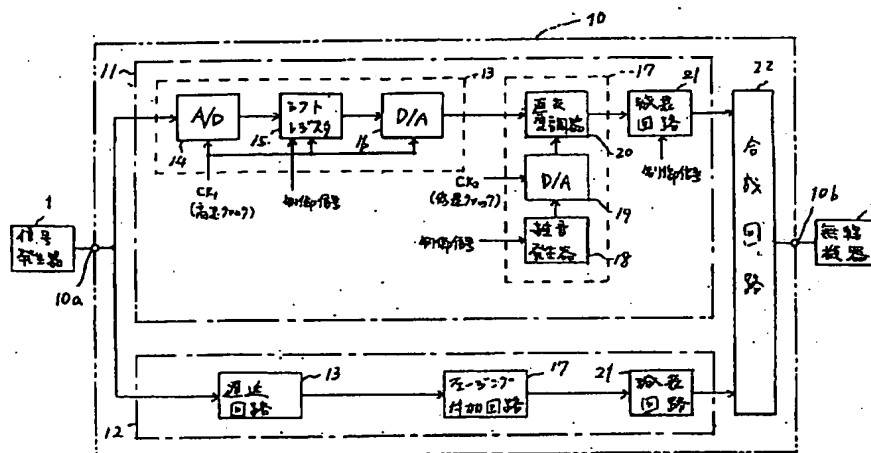 10
11
13
17
21
22
A/D
シフト
レジスタ
D/A
直交
変調器
減衰
回路
14
15
16
20
CK₁
(高速クロック)
制御信号
制御信号
CK₂
(低速クロック)
D/A
19
合成回路
10b
1
信号
発生器
10a
制御信号
雑音
発生器
18
無線
機器
遅延
回路
13
フェージング
付加回路
17
減衰
回路
21
12